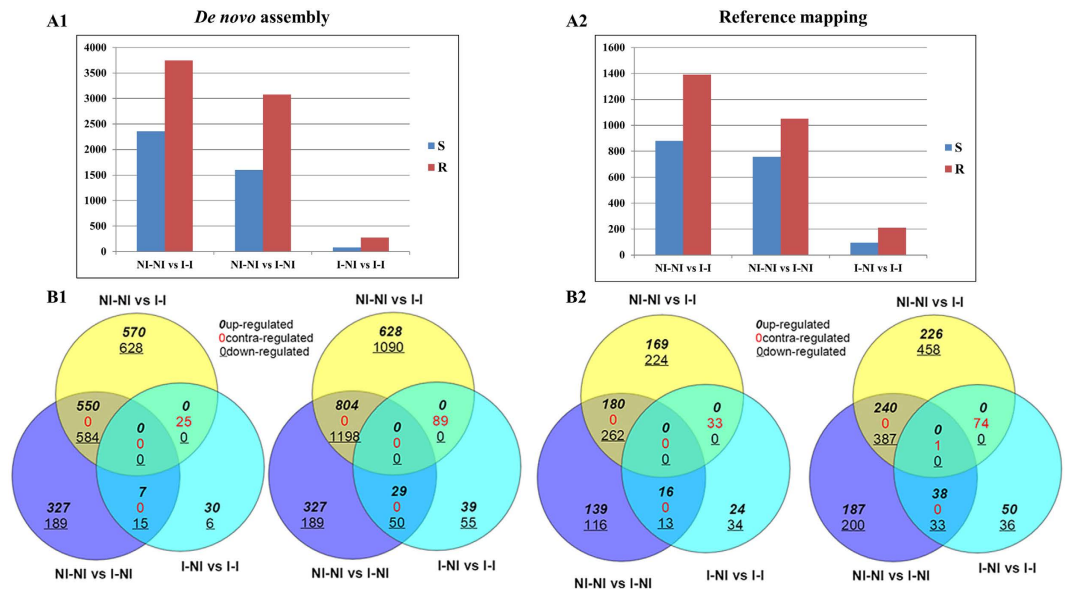 A1
De novo assembly
4000
3500
3000
2500
2000
1500
1000
500
0
NI-NI vs I-I
NI-NI vs I-NI
I-NI vs I-I
S
R
A2
Reference mapping
1600
1400
1200
1000
800
600
400
200
0
NI-NI vs I-I
NI-NI vs I-NI
I-NI vs I-I
S
R
B1
NI-NI vs I-I
570
628
0up-regulated
0contra-regulated
0down-regulated
550
0
584
0
25
0
0
0
0
7
0
15
327
189
30
6
NI-NI vs I-NI
I-NI vs I-I
NI-NI vs I-I
628
1090
804
0
1198
0
89
0
0
0
0
29
0
50
327
189
39
55
NI-NI vs I-NI
I-NI vs I-I
B2
NI-NI vs I-I
169
224
0up-regulated
0contra-regulated
0down-regulated
180
0
262
0
33
0
0
0
0
16
0
13
139
116
24
34
NI-NI vs I-NI
I-NI vs I-I
NI-NI vs I-I
226
458
240
0
387
0
74
0
0
1
0
38
0
33
187
200
50
36
NI-NI vs I-NI
I-NI vs I-I